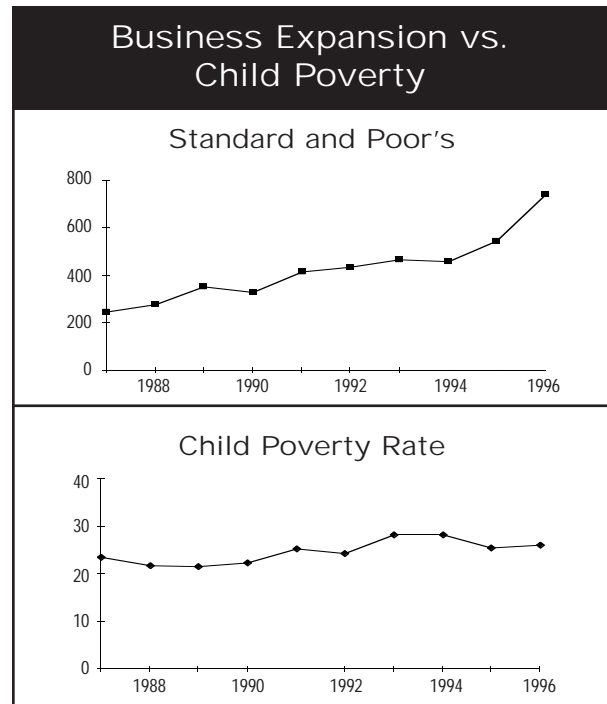 Business Expansion vs.
Child Poverty
Standard and Poor's
800
600
400
200
0
1988 1990 1992 1994 1996
Child Poverty Rate
40
30
20
10
0
1988 1990 1992 1994 1996